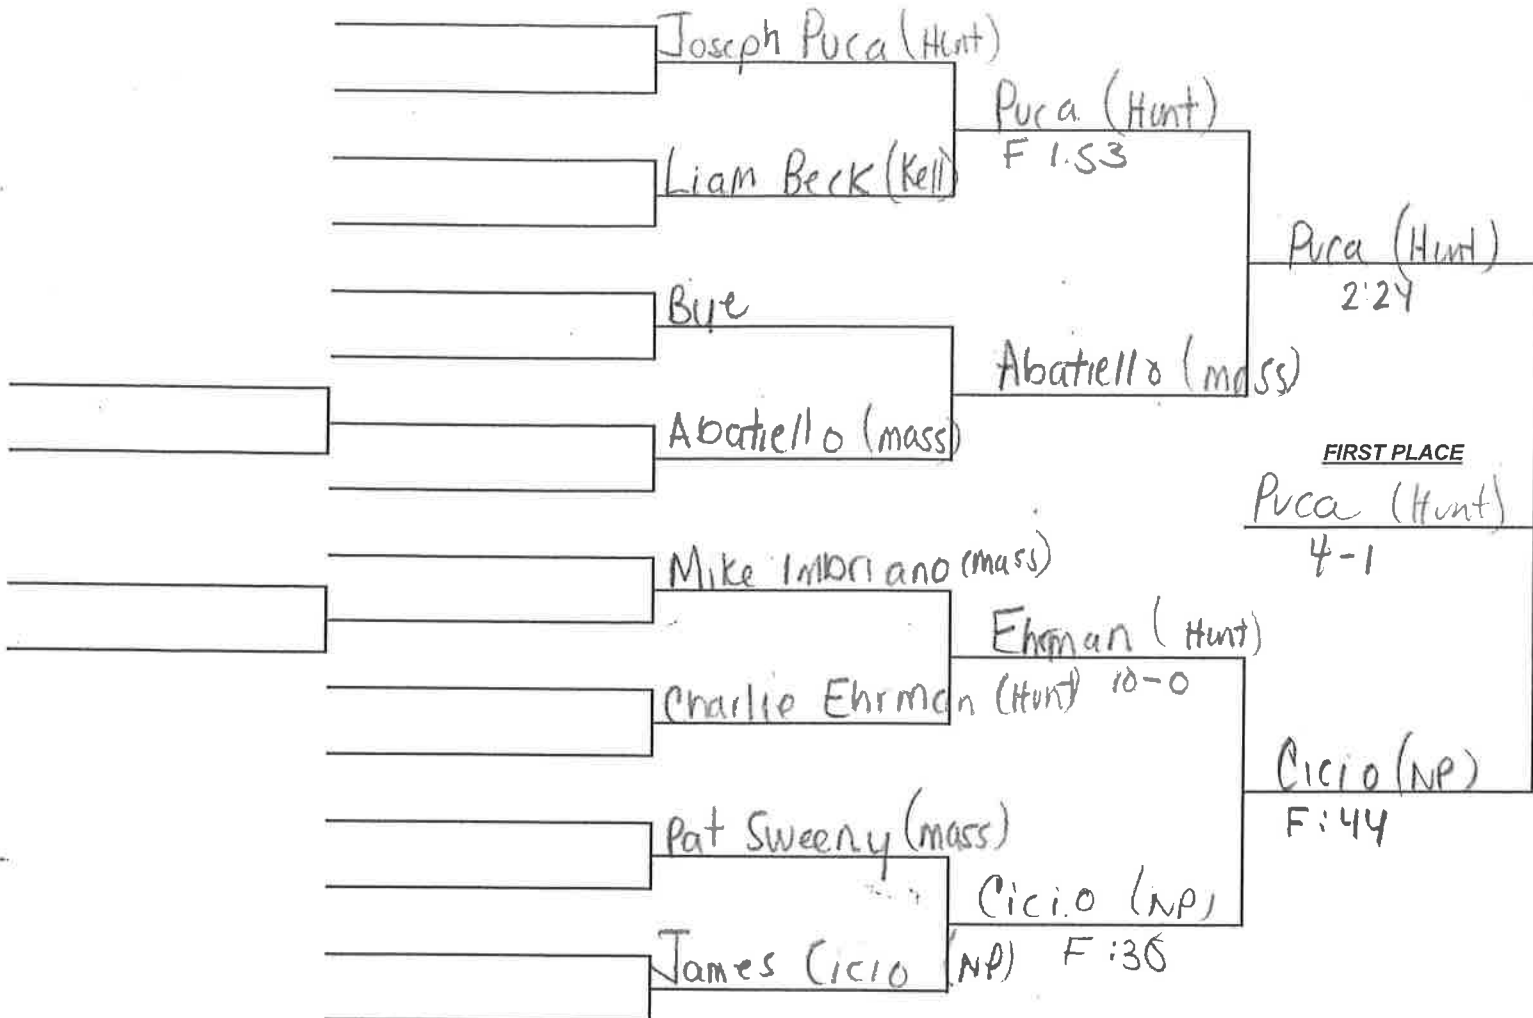 Joseph Puca (Hunt)
Puca (Hunt)
F 1:53
Liam Beck (Kell)
Puca (Hunt)
2:24
Bye
Abatiello (mass)
Abatiello (mass)
FIRST PLACE
Puca (Hunt)
4-1
Mike Imbriano (mass)
Ehrman (Hunt)
10-0
Charlie Ehrman (Hunt)
Cicio (NP)
F :44
Pat Sweeny (mass)
Cicio (NP)
F :36
James Cicio (NP)